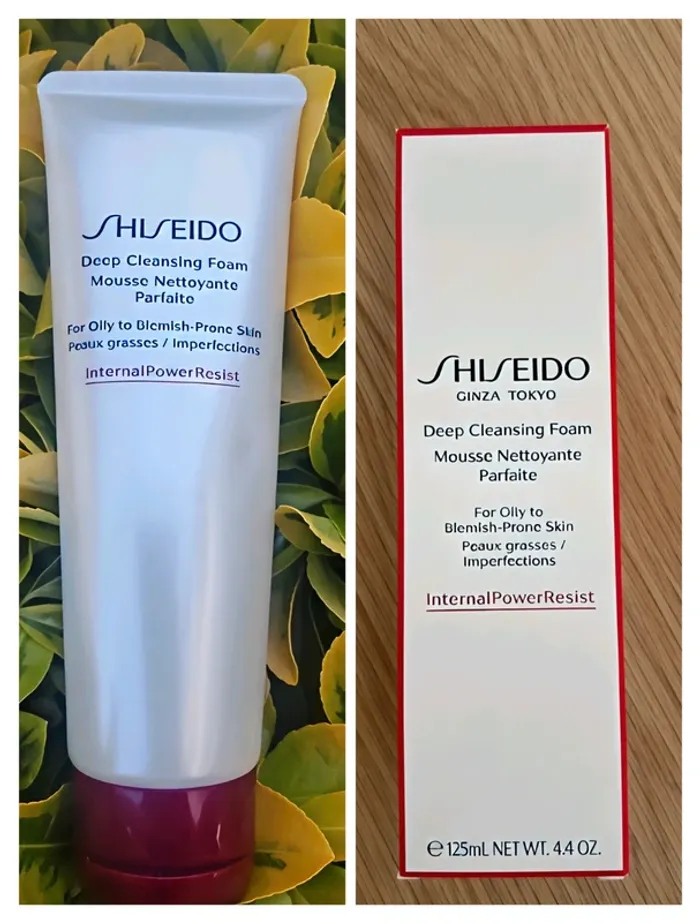 SHISEIDO
Deep Cleansing Foam
Mousse Nettoyante
Parfaite
For Oily to Blemish-Prone Skin
Peaux grasses / Imperfections
InternalPowerResist
SHISEIDO
GINZA TOKYO
Deep Cleansing Foam
Mousse Nettoyante
Parfaite
For Oily to
Blemish-Prone Skin
Peaux grasses /
Imperfections
InternalPowerResist
℮ 125mL NET WT. 4.4 OZ.